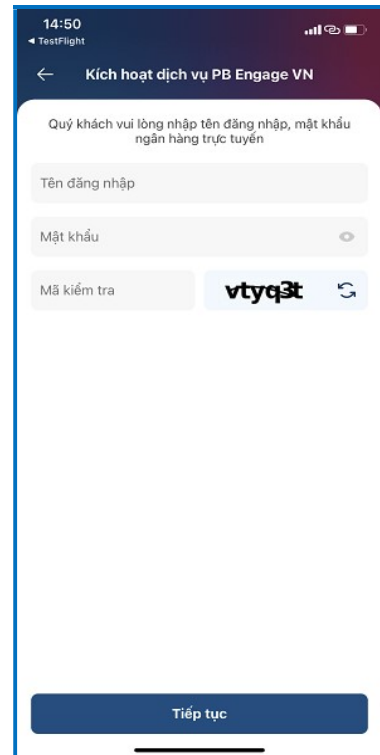 14:50
◀ TestFlight
Kích hoạt dịch vụ PB Engage VN
Quý khách vui lòng nhập tên đăng nhập, mật khẩu
ngân hàng trực tuyến
Tên đăng nhập
Mật khẩu
Mã kiểm tra vtyq3t
Tiếp tục